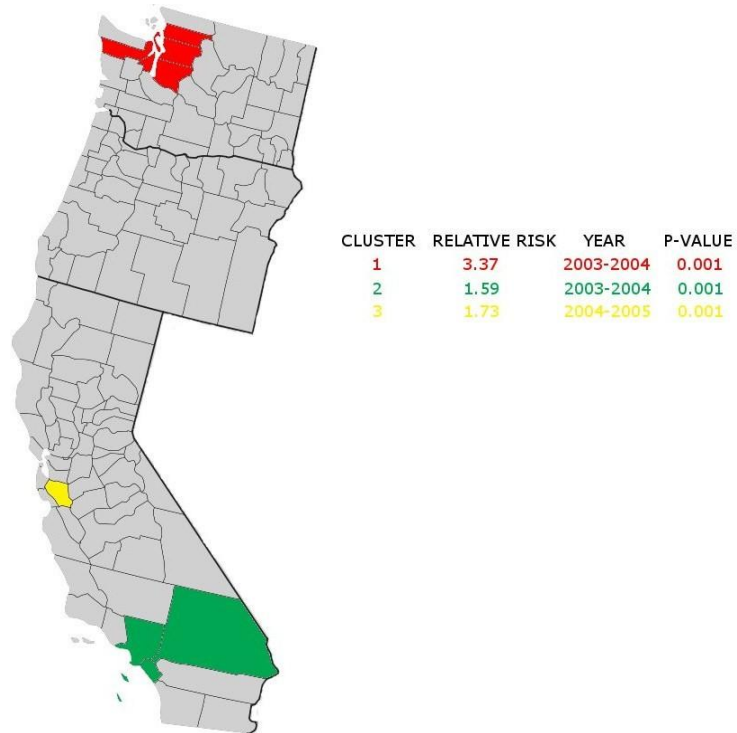 CLUSTER RELATIVE RISK YEAR P-VALUE
1 3.37 2003-2004 0.001
2 1.59 2003-2004 0.001
3 1.73 2004-2005 0.001